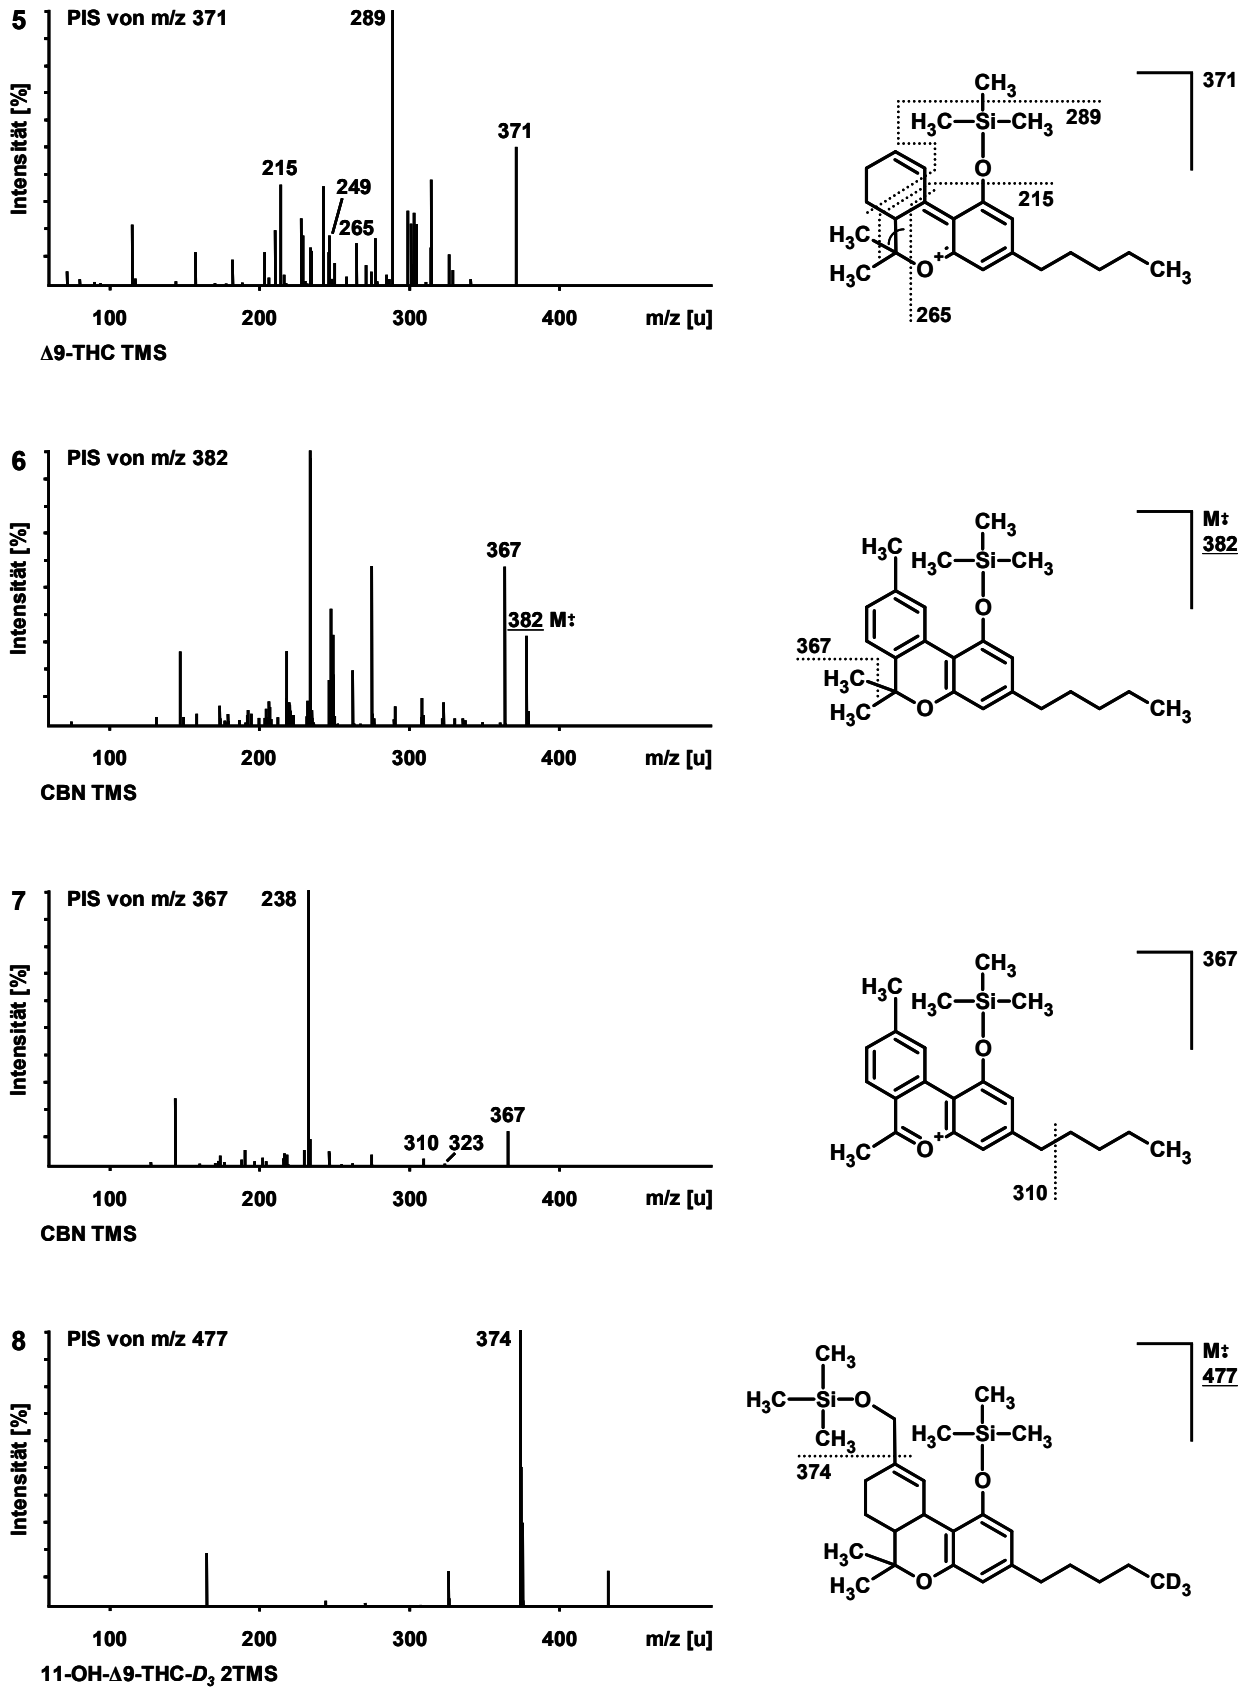 5 PIS von m/z 371
289
371
215
249
265
Intensität [%]
100 200 300 400 m/z [u]
Δ9-THC TMS
371
CH₃
H₃C–Si–CH₃
289
O
215
H₃C
H₃C
O⁺
CH₃
265
6 PIS von m/z 382
367
382 M⁺•
Intensität [%]
100 200 300 400 m/z [u]
CBN TMS
M⁺•
382
CH₃
H₃C
H₃C–Si–CH₃
O
367
H₃C
H₃C
O
CH₃
7 PIS von m/z 367
238
367
310 323
Intensität [%]
100 200 300 400 m/z [u]
CBN TMS
367
CH₃
H₃C
H₃C–Si–CH₃
O
H₃C
O⁺
CH₃
310
8 PIS von m/z 477
374
Intensität [%]
100 200 300 400 m/z [u]
11-OH-Δ9-THC-D₃ 2TMS
M⁺•
477
CH₃
H₃C–Si–O
CH₃
CH₃
H₃C–Si–CH₃
374
O
H₃C
H₃C
O
CD₃